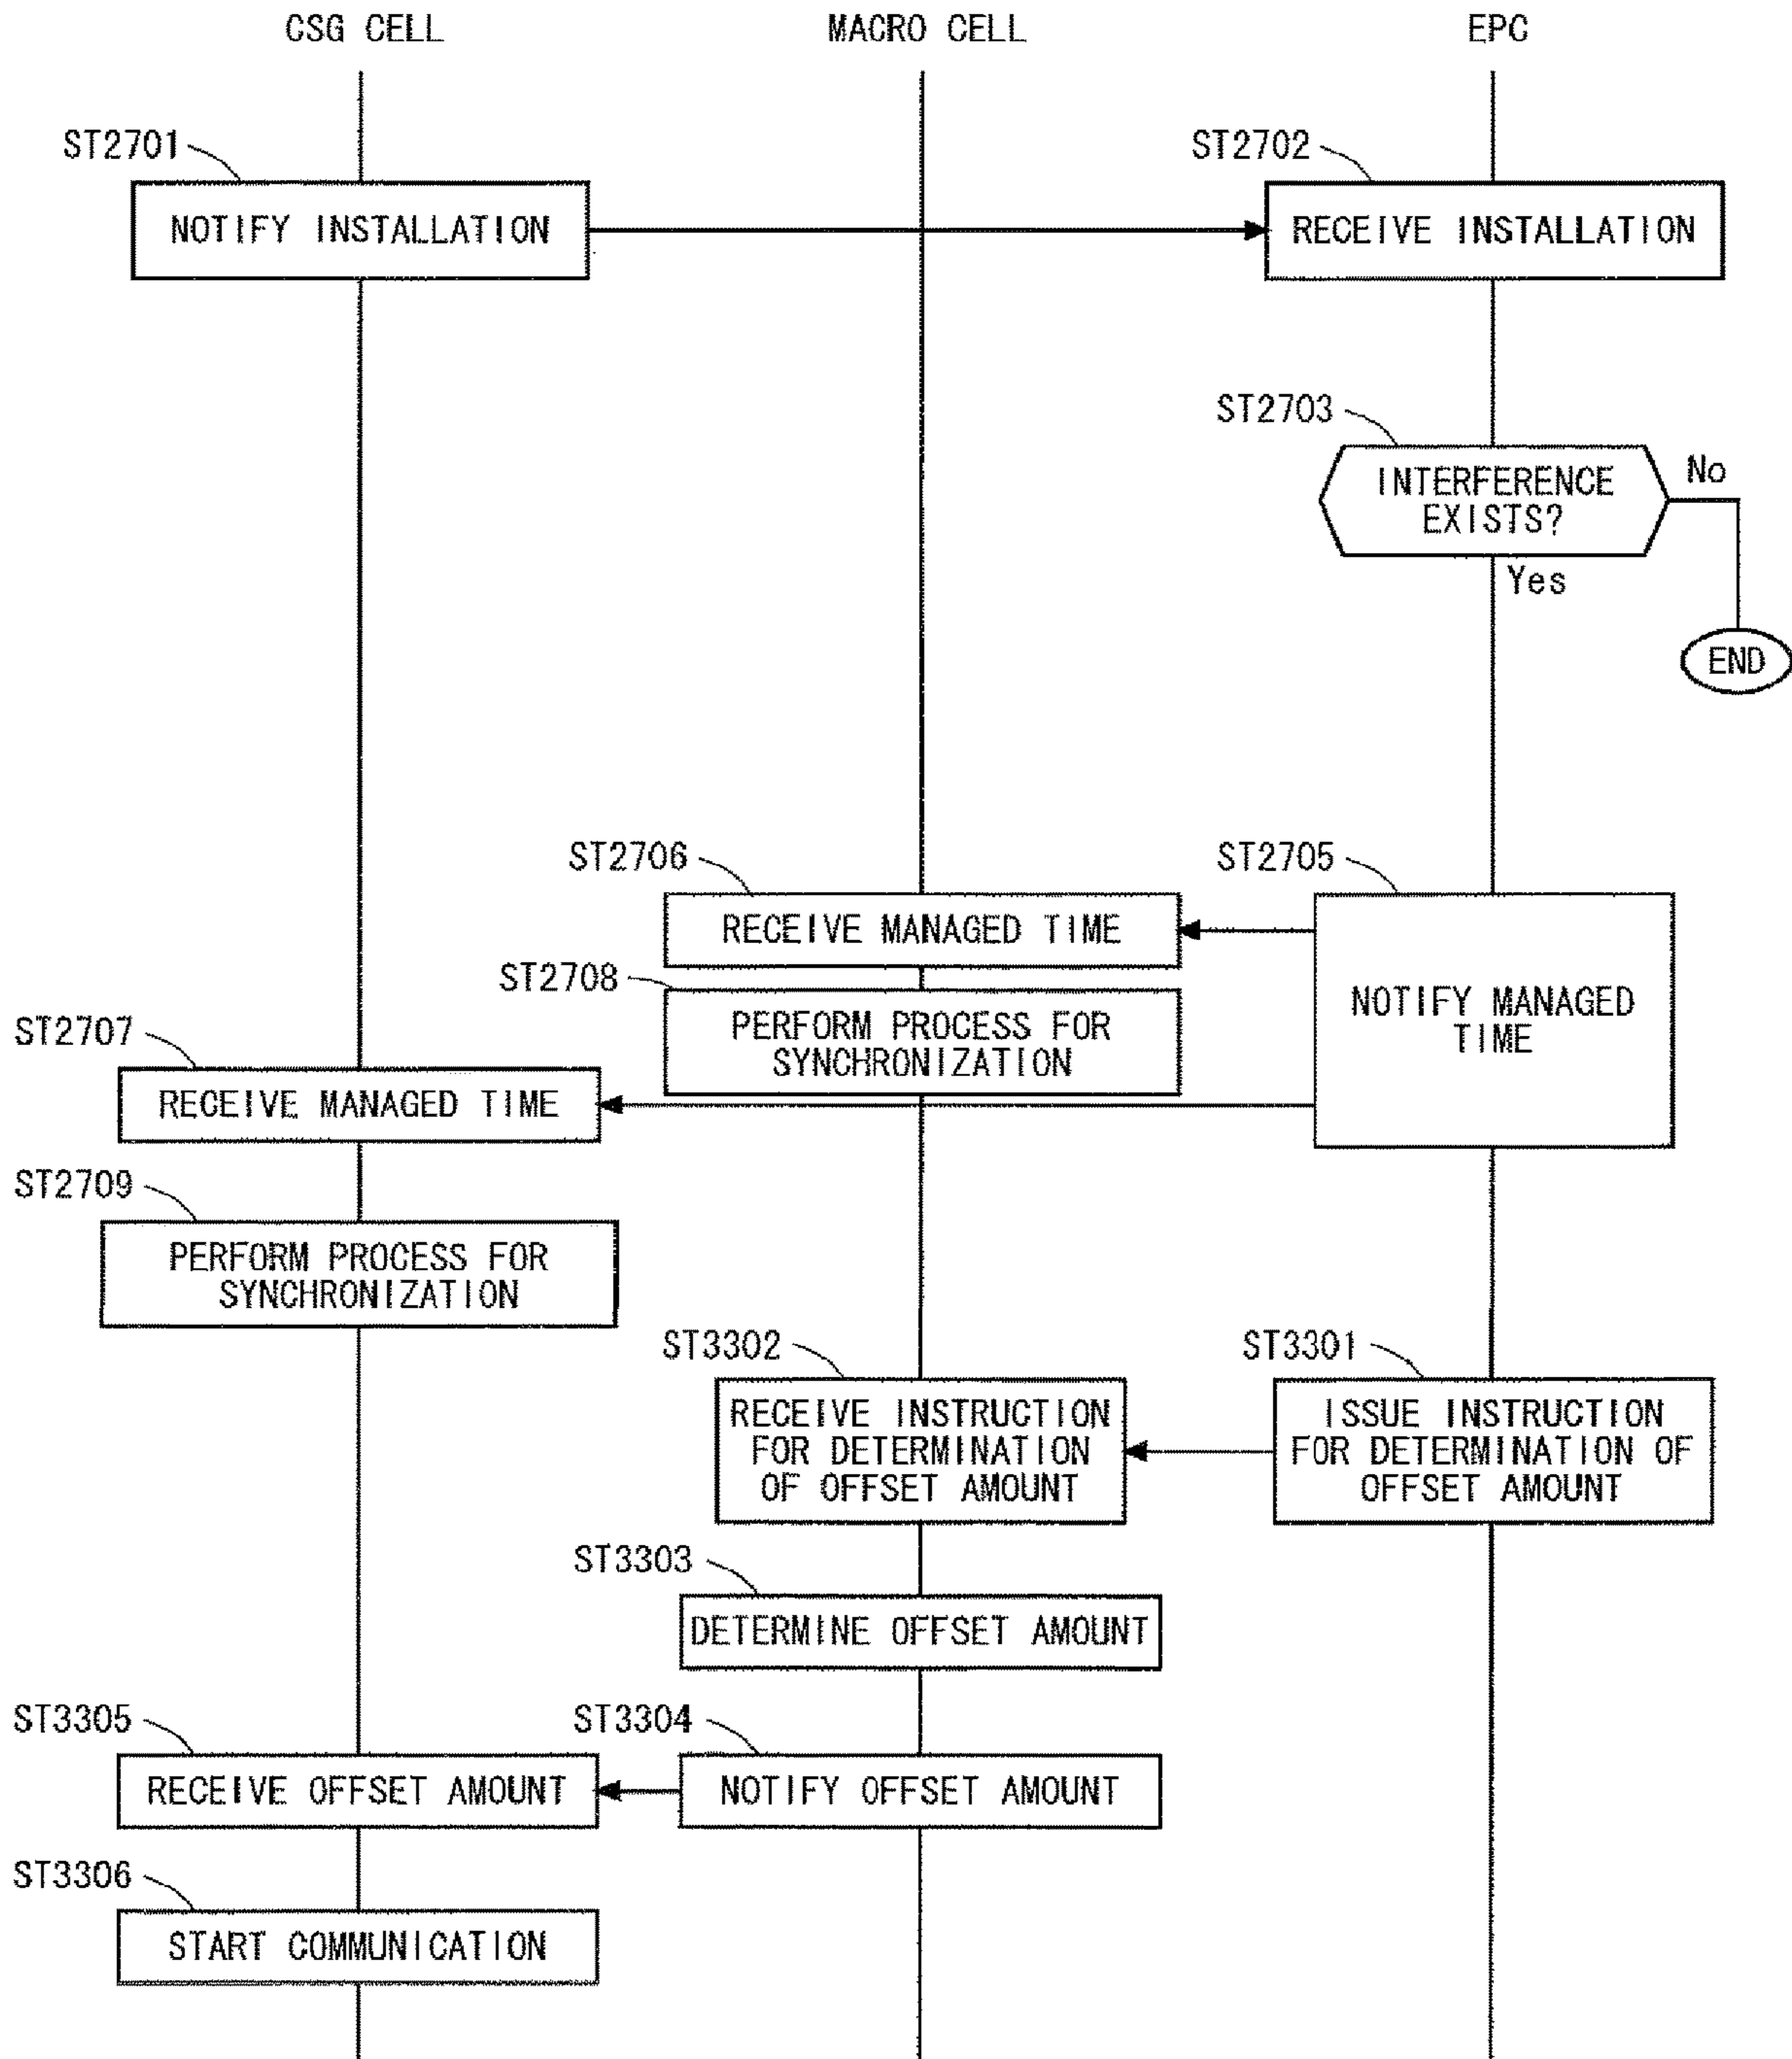 CSG CELL
MACRO CELL
EPC
ST2701
ST2702
NOTIFY INSTALLATION
RECEIVE INSTALLATION
ST2703
INTERFERENCE
EXISTS?
No
Yes
END
ST2706
ST2705
RECEIVE MANAGED TIME
ST2708
NOTIFY MANAGED
TIME
PERFORM PROCESS FOR
SYNCHRONIZATION
ST2707
RECEIVE MANAGED TIME
ST2709
PERFORM PROCESS FOR
SYNCHRONIZATION
ST3302
ST3301
RECEIVE INSTRUCTION
FOR DETERMINATION
OF OFFSET AMOUNT
ISSUE INSTRUCTION
FOR DETERMINATION OF
OFFSET AMOUNT
ST3303
DETERMINE OFFSET AMOUNT
ST3305
ST3304
RECEIVE OFFSET AMOUNT
NOTIFY OFFSET AMOUNT
ST3306
START COMMUNICATION